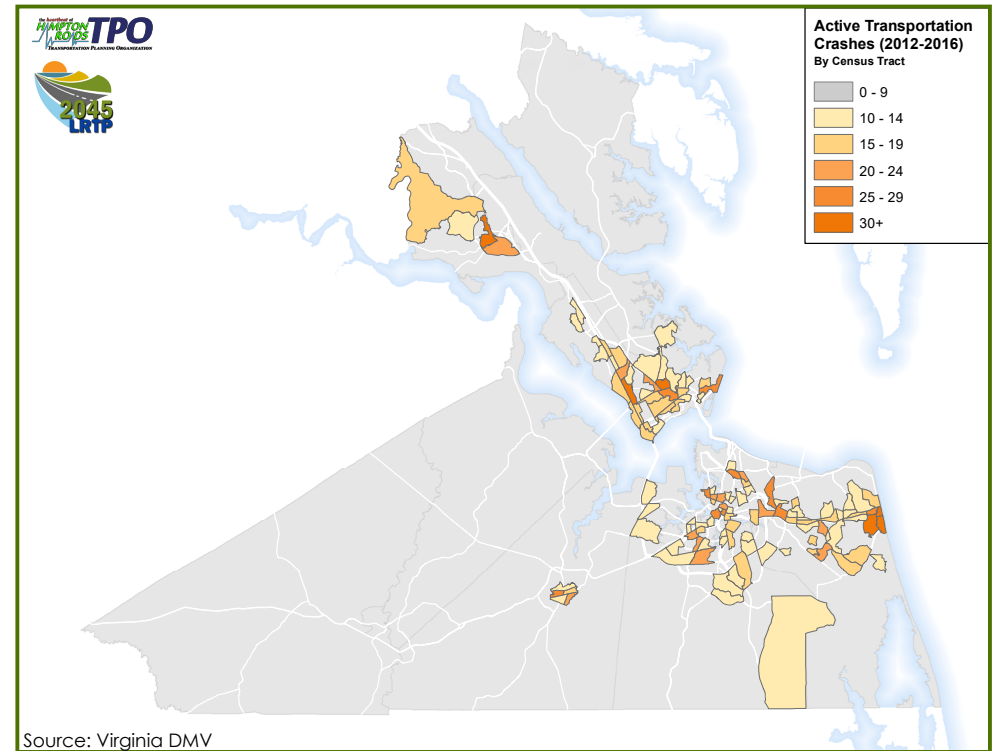 the heartbeat of
HAMPTON
ROADS
TPO
TRANSPORTATION PLANNING ORGANIZATION
2045
LRTP
Active Transportation
Crashes (2012-2016)
By Census Tract
0 - 9
10 - 14
15 - 19
20 - 24
25 - 29
30+
Source: Virginia DMV